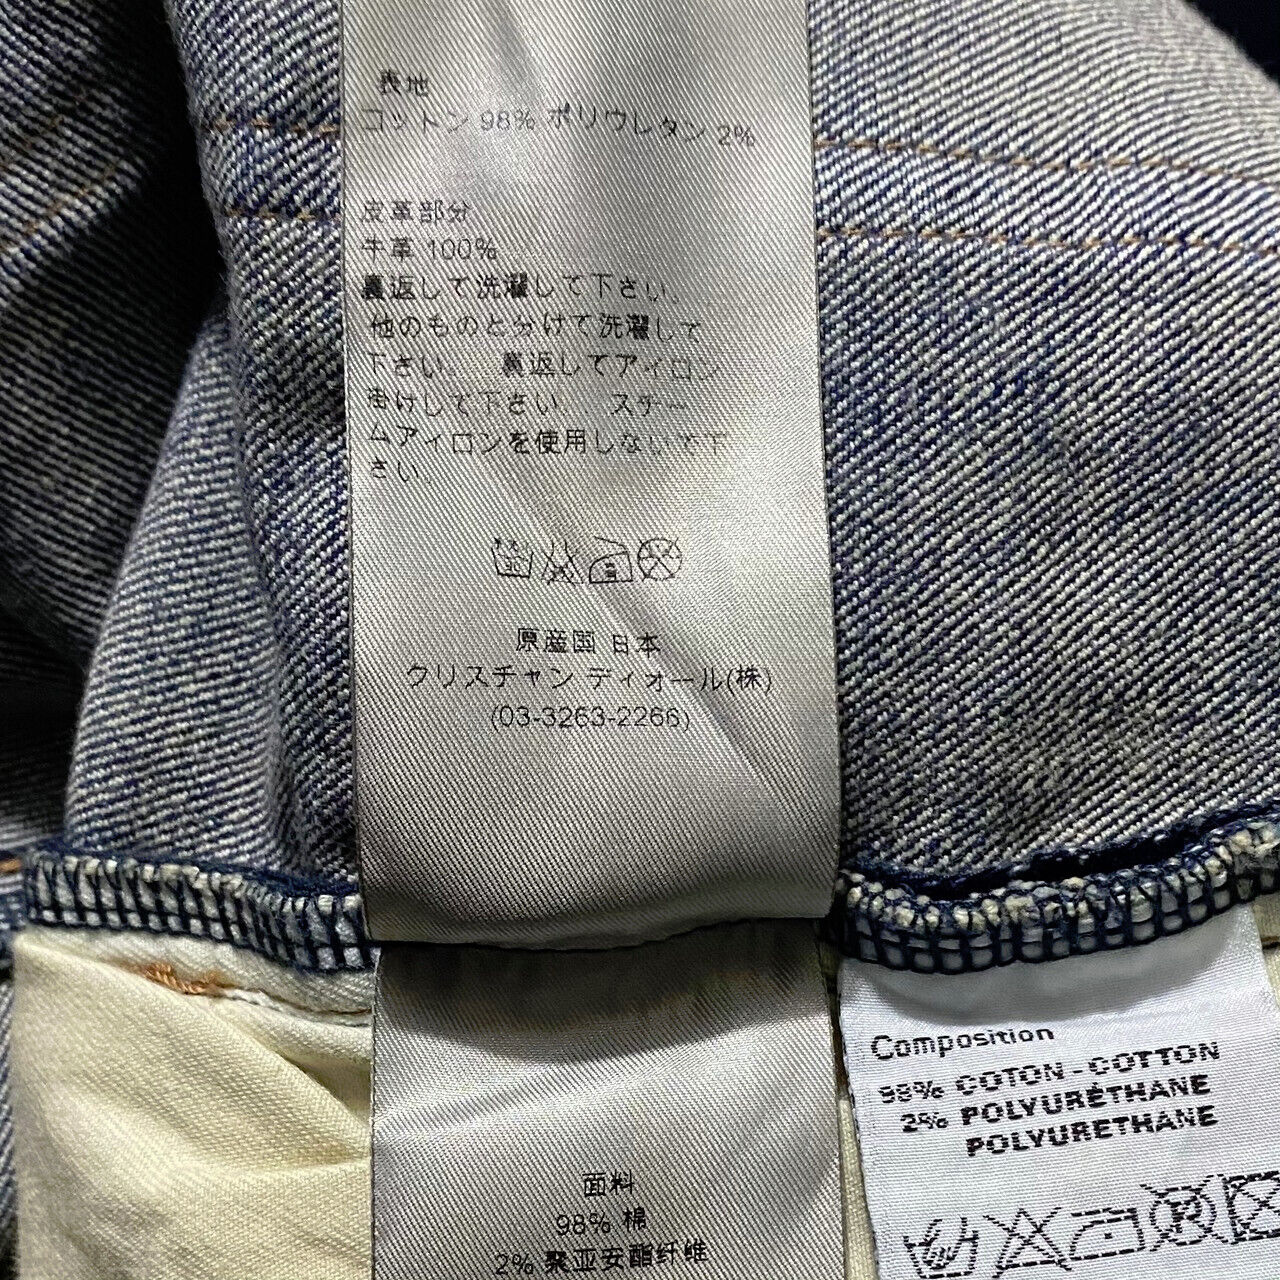 表地
コットン 98% ポリウレタン 2%
皮革部分
牛革 100%
裏返して洗濯して下さい。
他のものと分けて洗濯して
下さい。 裏返してアイロン
掛けして下さい。 スチー
ムアイロンを使用しないで下
さい。
原産国 日本
クリスチャン ディオール(株)
(03-3263-2266)
面料
98% 棉
2% 聚亚安酯纤维
Composition
98% COTON - COTTON
2% POLYURÉTHANE
POLYURETHANE